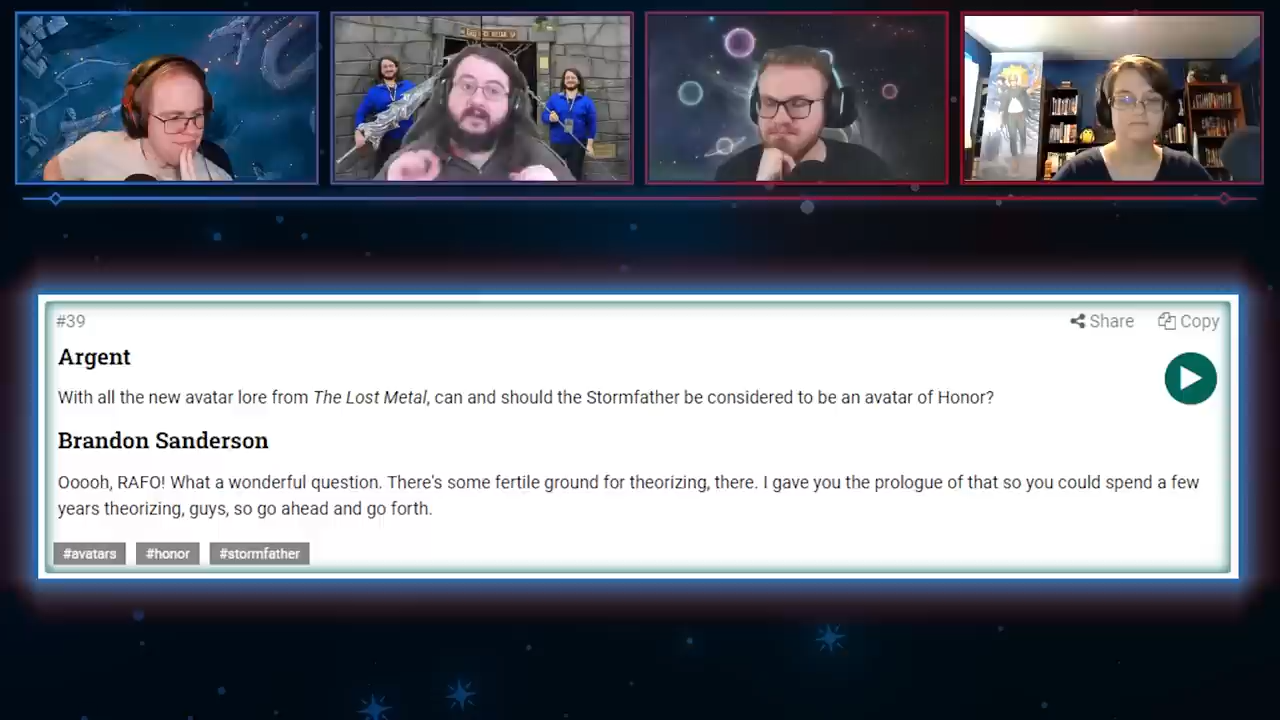 #39
Share
Copy
Argent
With all the new avatar lore from The Lost Metal, can and should the Stormfather be considered to be an avatar of Honor?
Brandon Sanderson
Ooooh, RAFO! What a wonderful question. There's some fertile ground for theorizing, there. I gave you the prologue of that so you could spend a few
years theorizing, guys, so go ahead and go forth.
#avatars
#honor
#stormfather